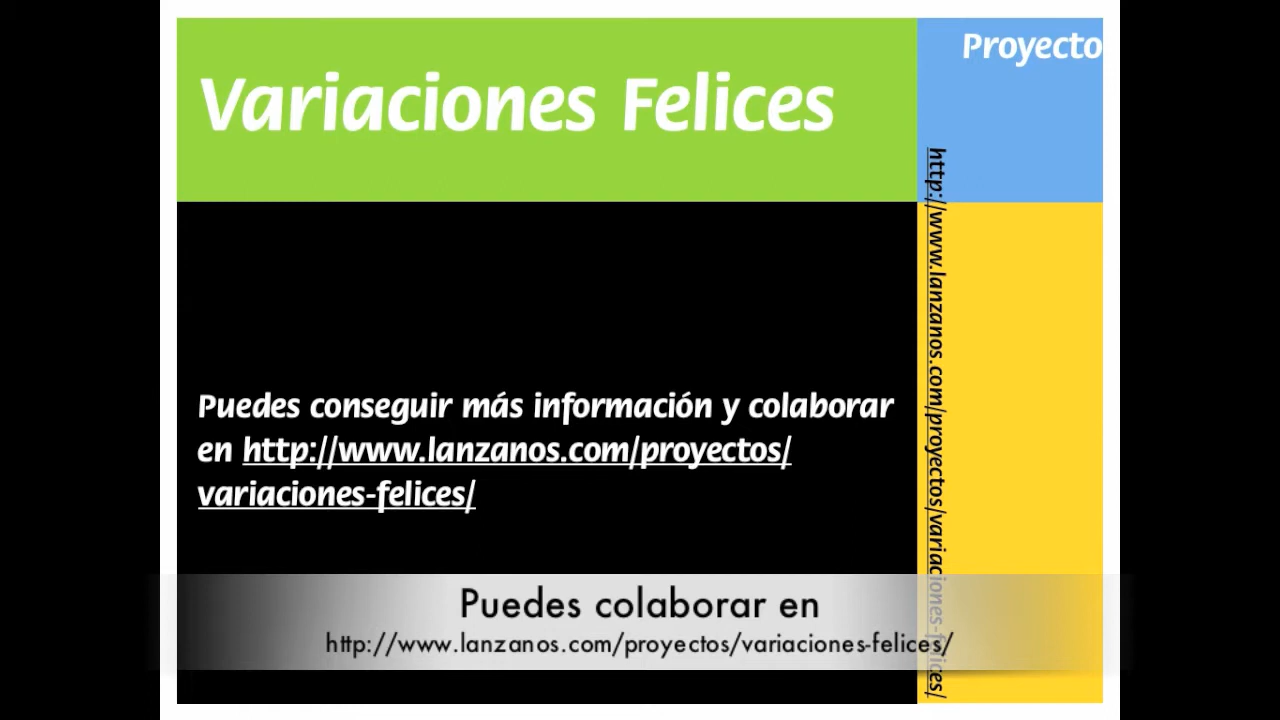 Variaciones Felices
Proyecto
http://www.lanzanos.com/proyectos/variaciones-felices/
Puedes conseguir más información y colaborar
en http://www.lanzanos.com/proyectos/
variaciones-felices/
Puedes colaborar en
http://www.lanzanos.com/proyectos/variaciones-felices/